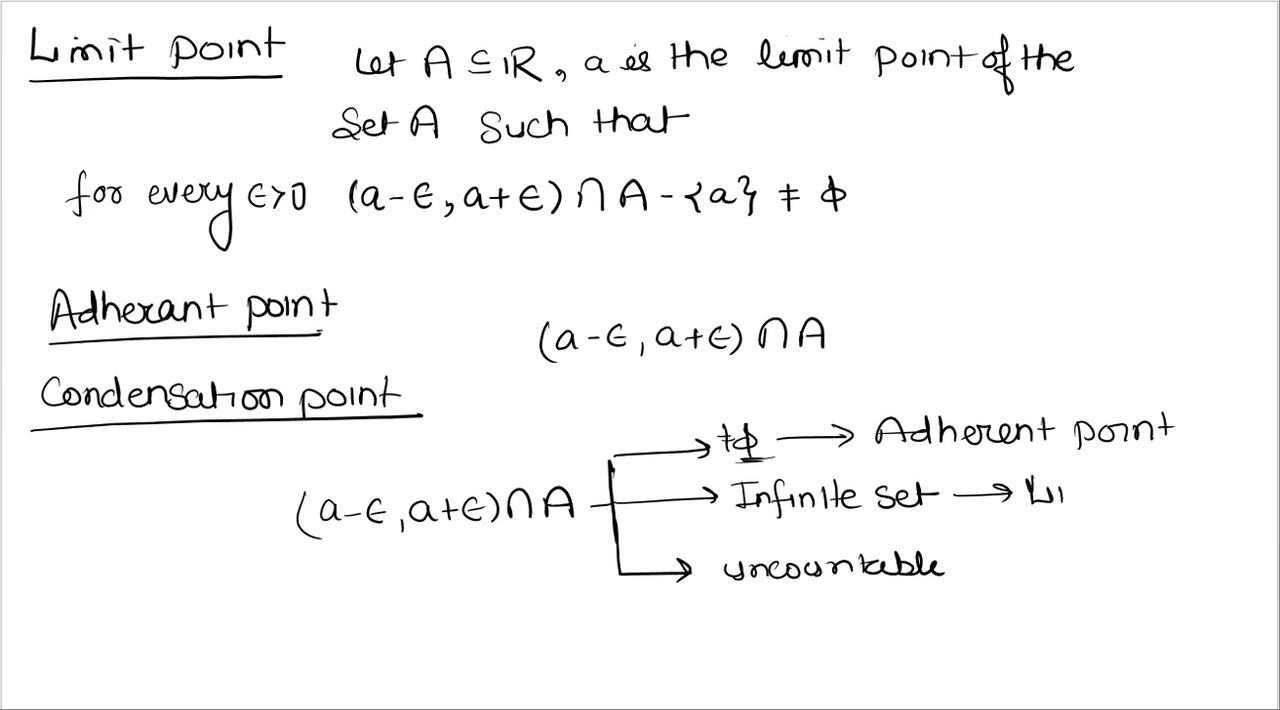 Limit point
Let A ⊆ ℝ, a is the limit point of the
Set A Such that
for every ϵ>0 (a-ϵ, a+ϵ) ∩ A - {a} ≠ ϕ
Adherant point
(a-ϵ, a+ϵ) ∩ A
Condensation point
≠ϕ → Adherent point
(a-ϵ, a+ϵ) ∩ A
Infinite set → Li
uncountable